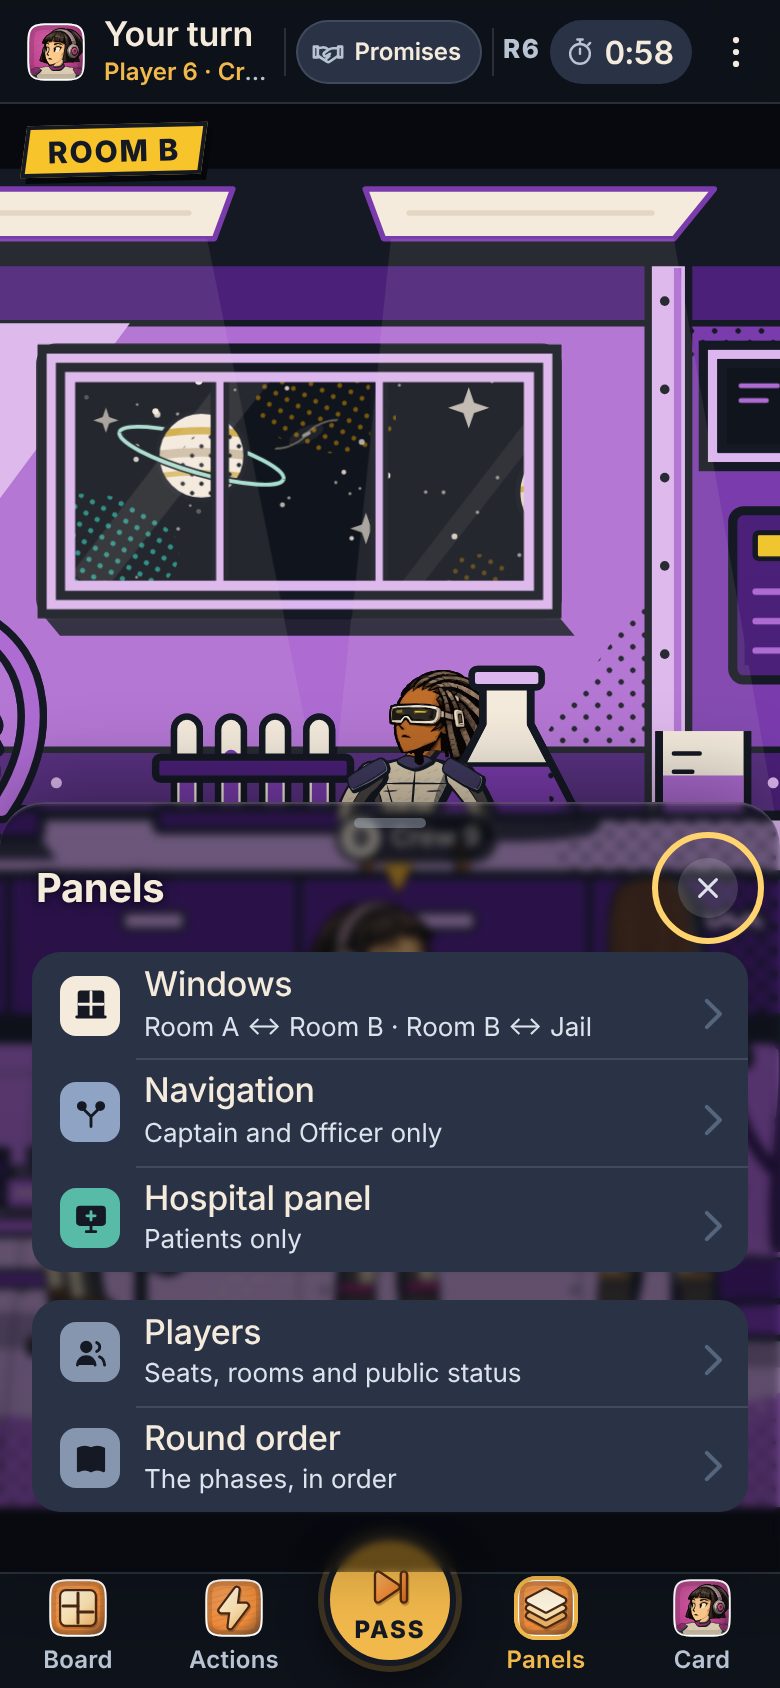 Your turn
Player 6 · Cr...
Promises
R6
0:58
ROOM B
Panels
Windows
Room A ↔ Room B · Room B ↔ Jail
Navigation
Captain and Officer only
Hospital panel
Patients only
Players
Seats, rooms and public status
Round order
The phases, in order
Board
Actions
PASS
Panels
Card